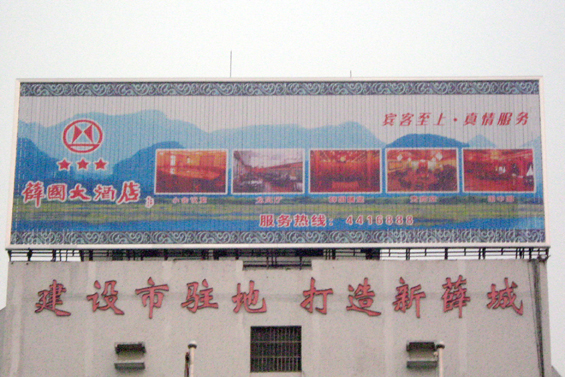 宾客至上·真情服务
薛國大酒店
服务热线: 4416888
建设市驻地 打造新薛城